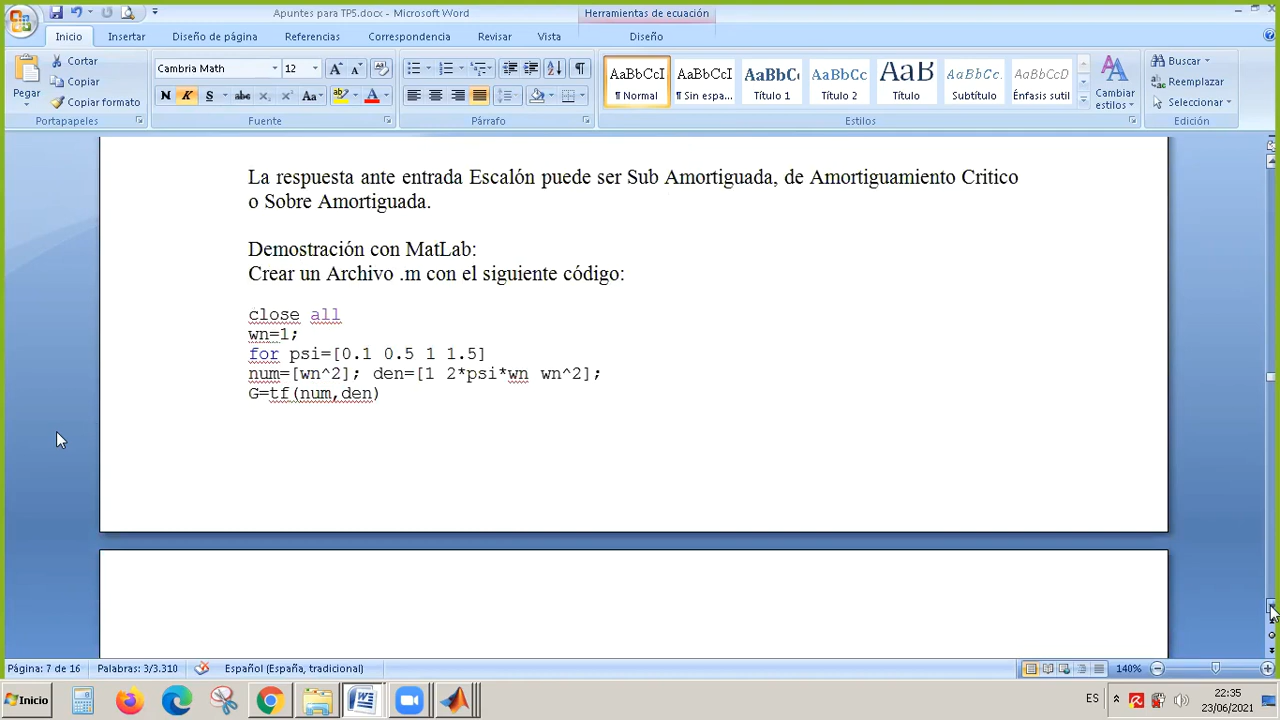 Apuntes para TP5.docx - Microsoft Word
Herramientas de ecuación
Inicio Insertar Diseño de página Referencias Correspondencia Revisar Vista Diseño
Pegar
Cortar
Copiar
Copiar formato
Portapapeles
Cambria Math 12
N K S abc x₂ x² Aa
Fuente
Párrafo
AaBbCcI AaBbCcI AaBbC AaBbCc AaB AaBbCc. AaBbCcD
¶ Normal ¶ Sin espa... Título 1 Título 2 Título Subtítulo Énfasis sutil
Cambiar estilos
Estilos
Buscar
Reemplazar
Seleccionar
Edición
La respuesta ante entrada Escalón puede ser Sub Amortiguada, de Amortiguamiento Critico
o Sobre Amortiguada.
Demostración con MatLab:
Crear un Archivo .m con el siguiente código:
close all
wn=1;
for psi=[0.1 0.5 1 1.5]
num=[wn^2]; den=[1 2*psi*wn wn^2];
G=tf(num,den)
Página: 7 de 16 Palabras: 3/3.310 Español (España, tradicional) 140%
Inicio ES 22:35
23/06/2021